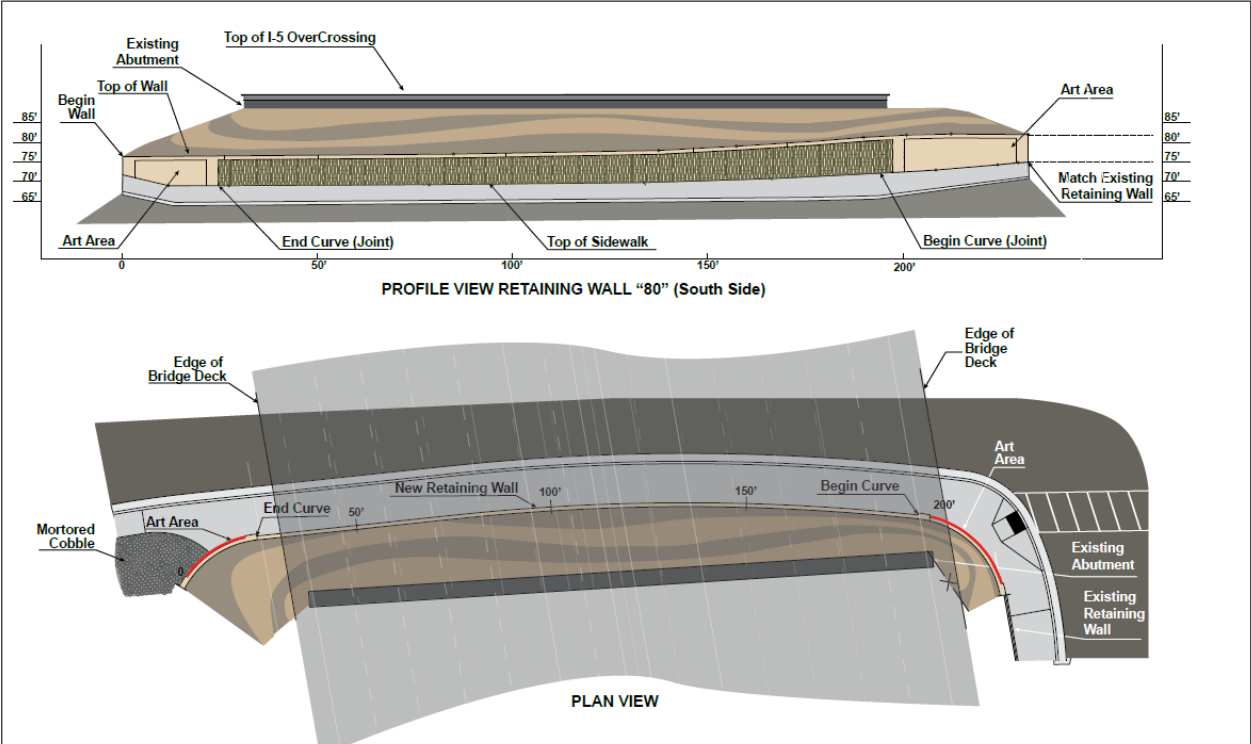 Top of I-5 OverCrossing
Existing
Abutment
Top of Wall
Begin
Wall
Art Area
85'
80'
75'
70'
65'
85'
80'
75'
70'
65'
Match Existing
Retaining Wall
Art Area
End Curve (Joint)
Top of Sidewalk
Begin Curve (Joint)
0
50'
100'
150'
200'
PROFILE VIEW RETAINING WALL “80” (South Side)
Edge of
Bridge Deck
Edge of
Bridge
Deck
Art
Area
New Retaining Wall
Begin Curve
End Curve
Art Area
Mortored
Cobble
0
50'
100'
150'
200'
Existing
Abutment
Existing
Retaining
Wall
PLAN VIEW